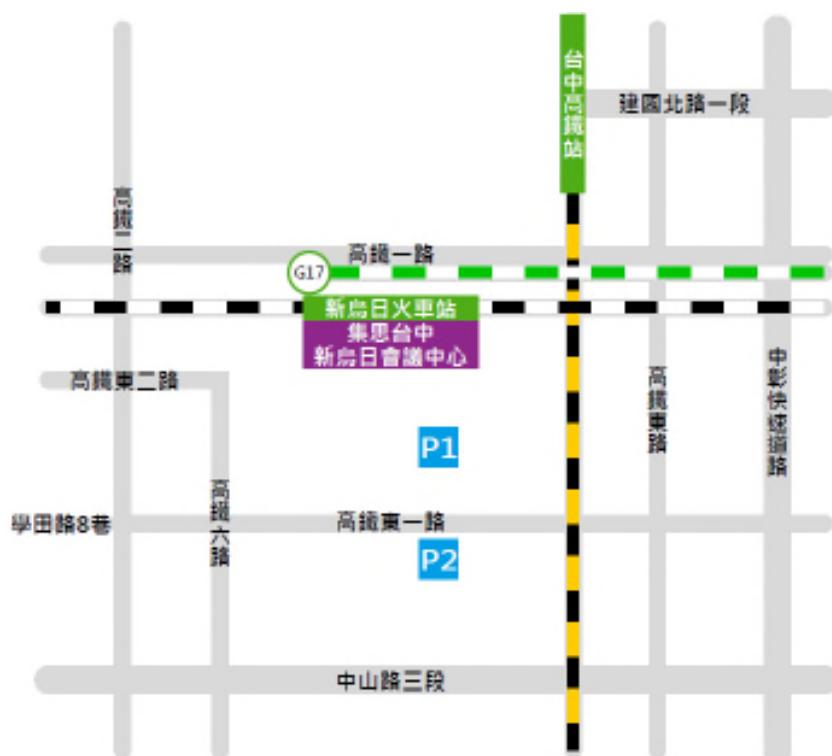 台中高鐵站
建國北路一段
高鐵二路
高鐵一路
G17
新烏日火車站
集思台中
新烏日會議中心
高鐵東二路
高鐵東路
中彰快速道路
P1
高鐵六路
學田路8巷
高鐵東一路
P2
中山路三段